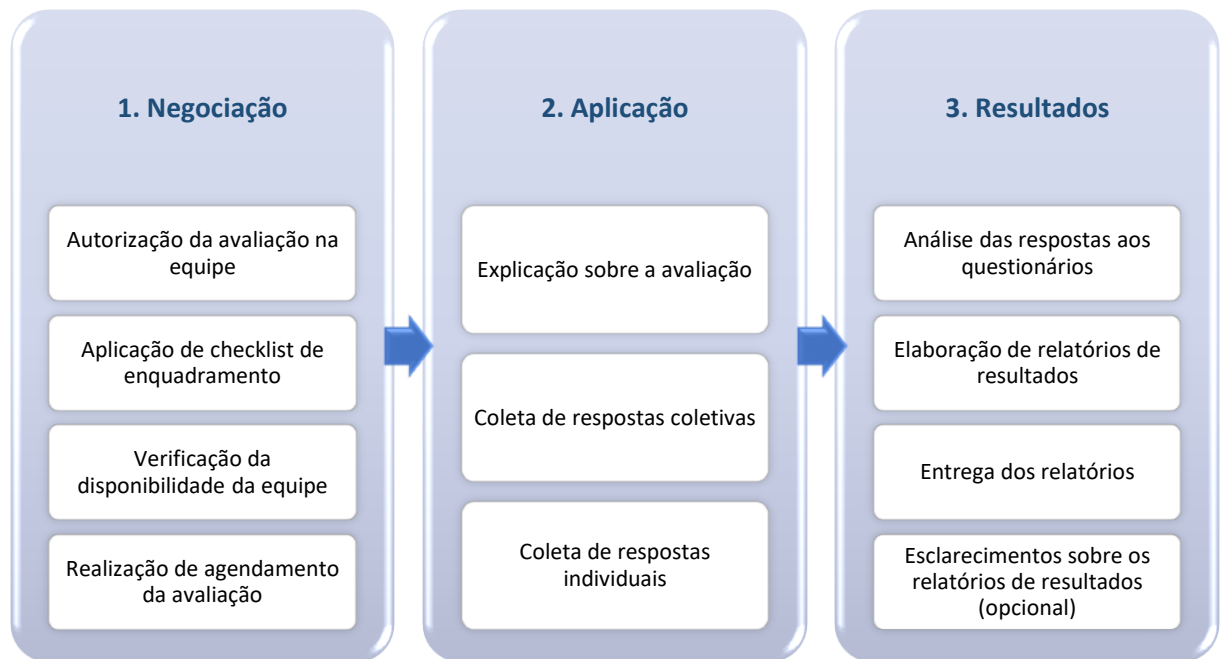 1. Negociação
Autorização da avaliação na
equipe
Aplicação de checklist de
enquadramento
Verificação da
disponibilidade da equipe
Realização de agendamento
da avaliação
2. Aplicação
Explicação sobre a avaliação
Coleta de respostas coletivas
Coleta de respostas
individuais
3. Resultados
Análise das respostas aos
questionários
Elaboração de relatórios de
resultados
Entrega dos relatórios
Esclarecimentos sobre os
relatórios de resultados
(opcional)